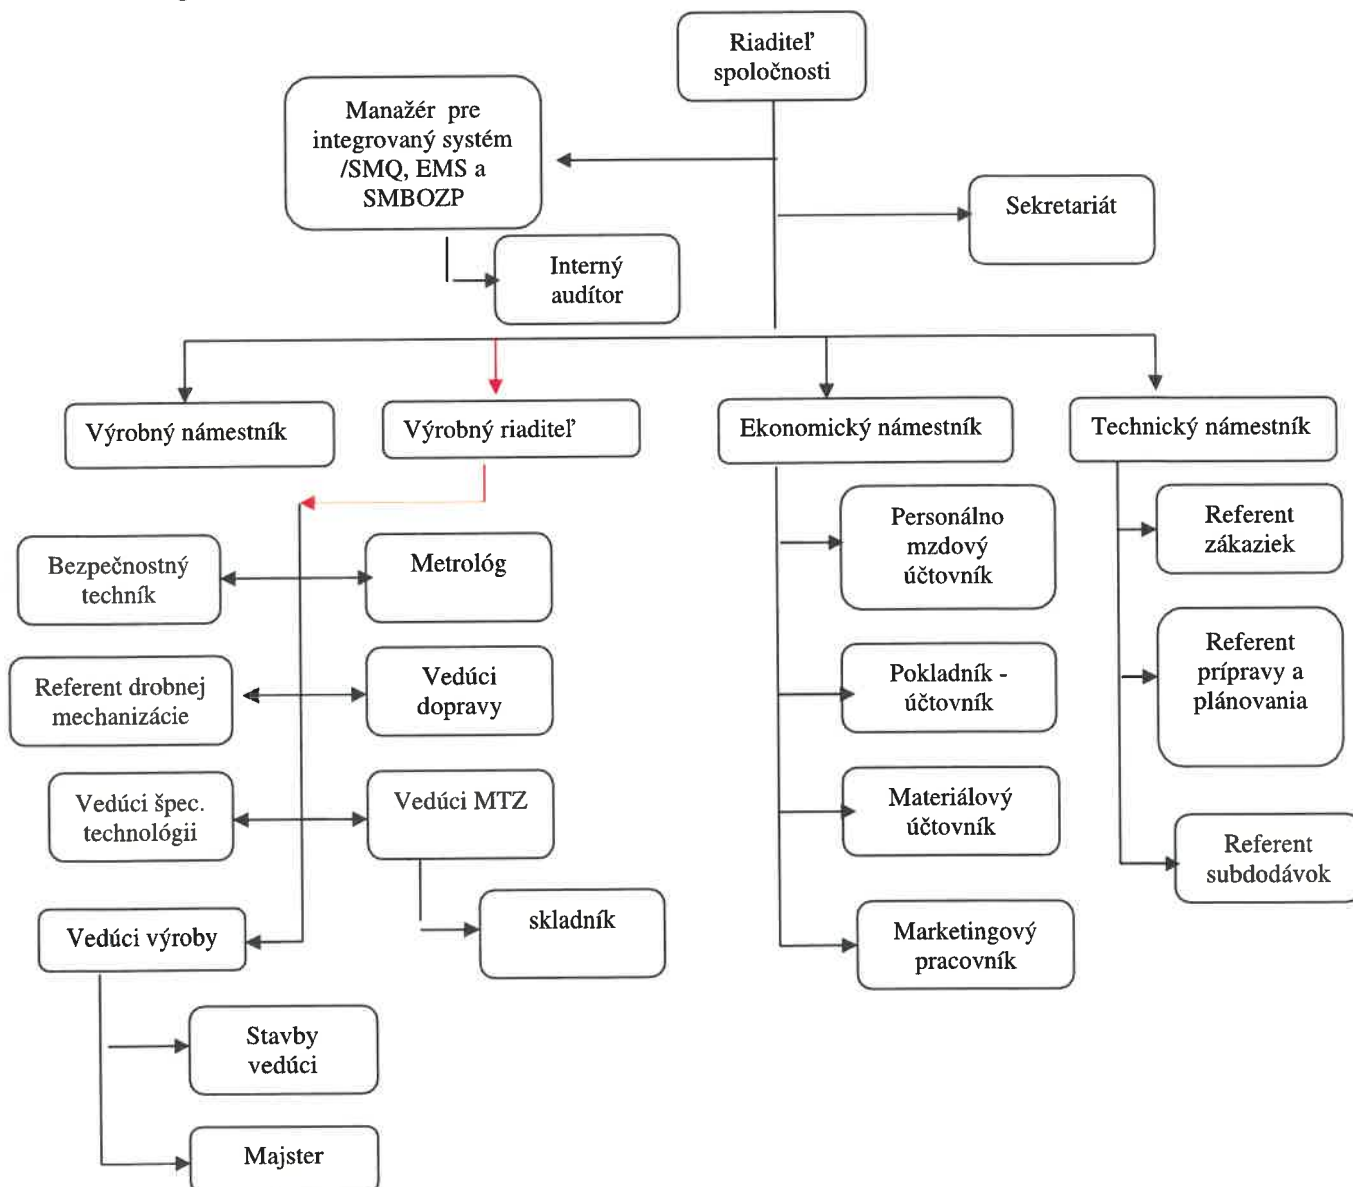 Riaditeľ
spoločnosti
Manažér pre
integrovaný systém
/SMQ, EMS a
SMBOZP
Sekretariát
Interný
audítor
Výrobný námestník
Výrobný riaditeľ
Ekonomický námestník
Technický námestník
Bezpečnostný
techník
Metrológ
Referent drobnej
mechanizácie
Vedúci
dopravy
Vedúci špec.
technológii
Vedúci MTZ
skladník
Vedúci výroby
Stavby
vedúci
Majster
Personálno
mzdový
účtovník
Pokladník -
účtovník
Materiálový
účtovník
Marketingový
pracovník
Referent
zákaziek
Referent
prípravy a
plánovania
Referent
subdodávok